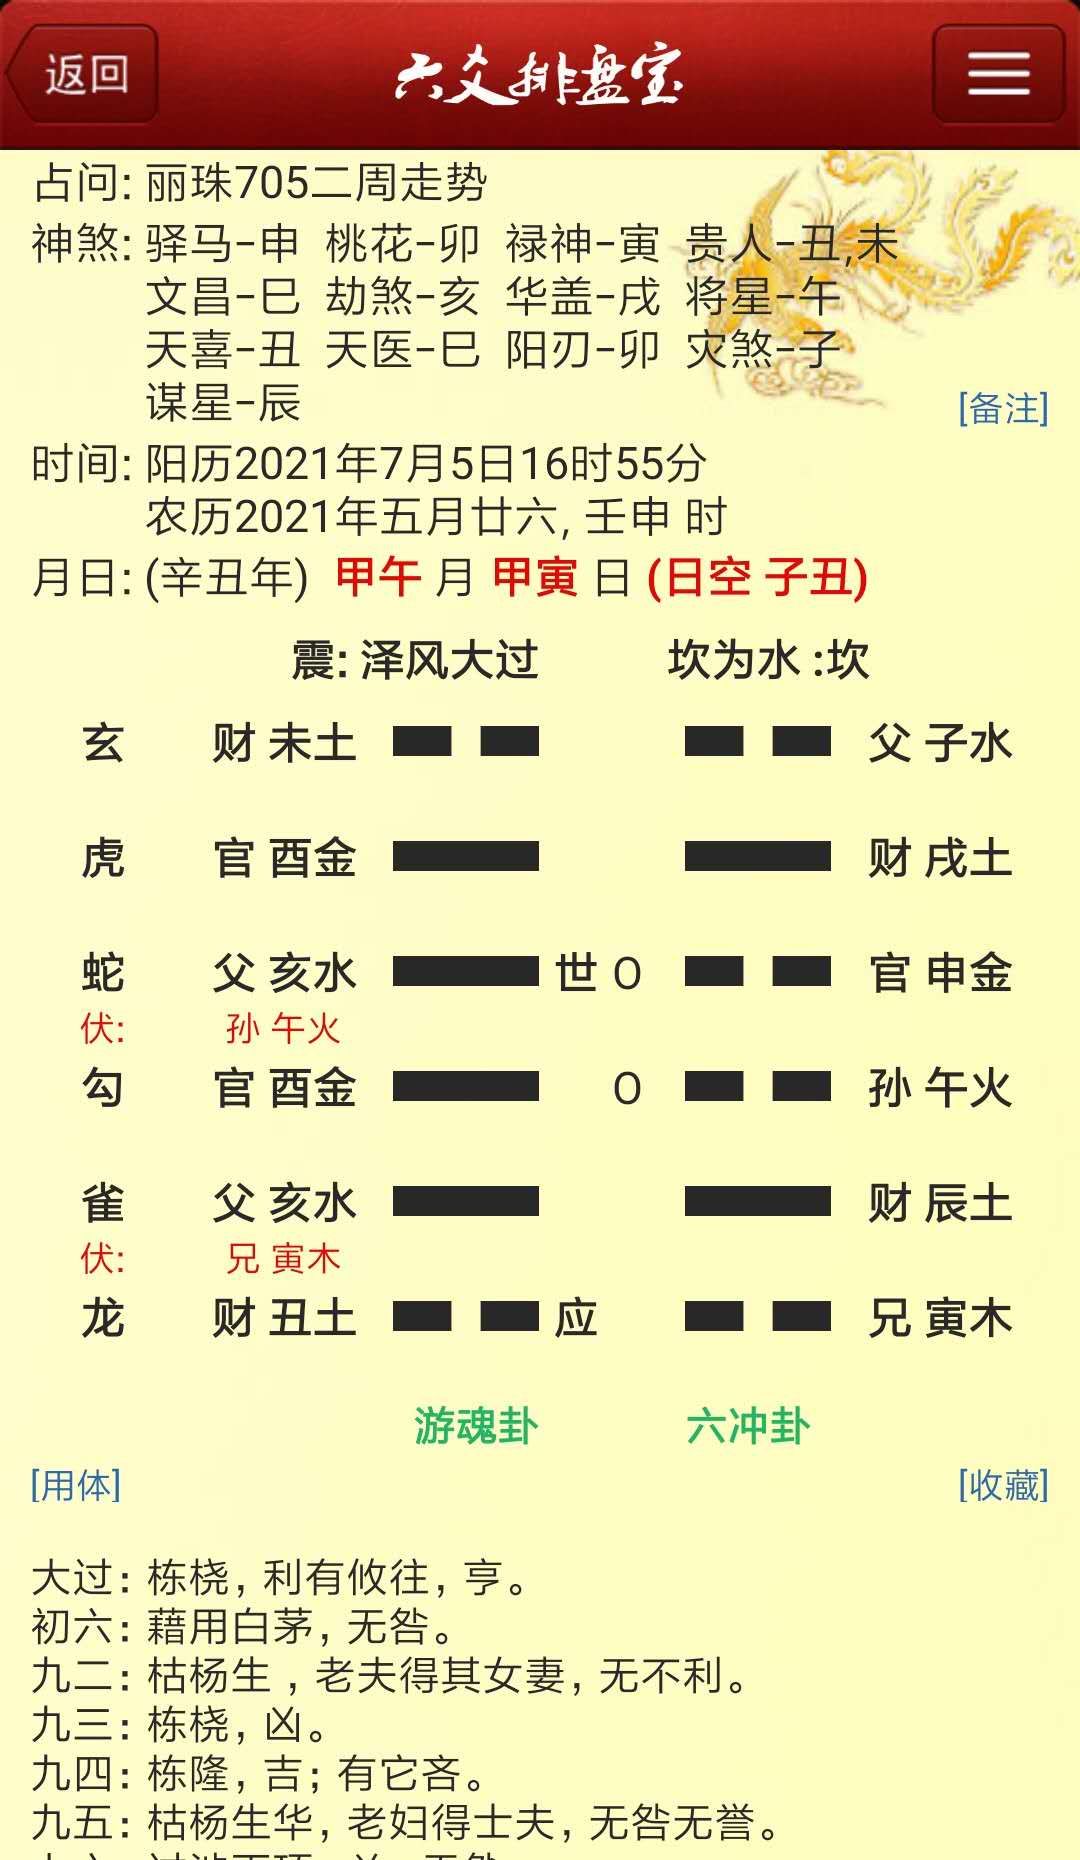 返回
六爻排盘宝
占问: 丽珠705二周走势
神煞: 驿马-申 桃花-卯 禄神-寅 贵人-丑,未
文昌-巳 劫煞-亥 华盖-戌 将星-午
天喜-丑 天医-巳 阳刃-卯 灾煞-子
谋星-辰
[备注]
时间: 阳历2021年7月5日16时55分
农历2021年五月廿六, 壬申 时
月日: (辛丑年) 甲午 月 甲寅 日 (日空 子丑)
震: 泽风大过 坎为水 :坎
玄 财 未土 父 子水
虎 官 酉金 财 戌土
蛇 父 亥水 世 O 官 申金
伏: 孙 午火
勾 官 酉金 O 孙 午火
雀 父 亥水 财 辰土
伏: 兄 寅木
龙 财 丑土 应 兄 寅木
游魂卦 六冲卦
[用体] [收藏]
大过: 栋桡, 利有攸往, 亨。
初六: 藉用白茅, 无咎。
九二: 枯杨生 , 老夫得其女妻, 无不利。
九三: 栋桡, 凶。
九四: 栋隆, 吉; 有它吝。
九五: 枯杨生华, 老妇得士夫, 无咎无誉。